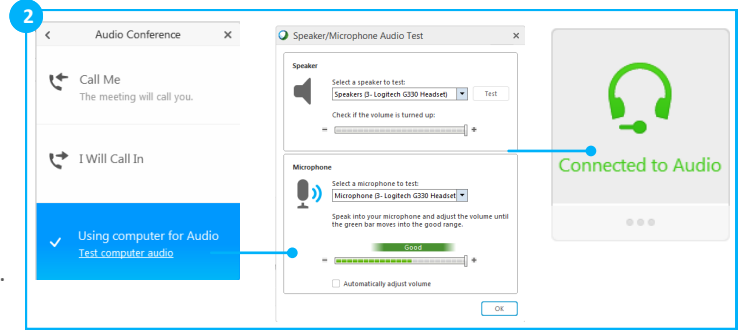 2
Audio Conference
Call Me
The meeting will call you.
I Will Call In
Using computer for Audio
Test computer audio
.
Speaker/Microphone Audio Test
Speaker
Select a speaker to test:
Speakers (3- Logitech G330 Headset)
Test
Check if the volume is turned up:
Microphone
Select a microphone to test:
Microphone (3- Logitech G330 Headset
Speak into your microphone and adjust the volume until
the green bar moves into the good range.
Good
Automatically adjust volume
OK
Connected to Audio